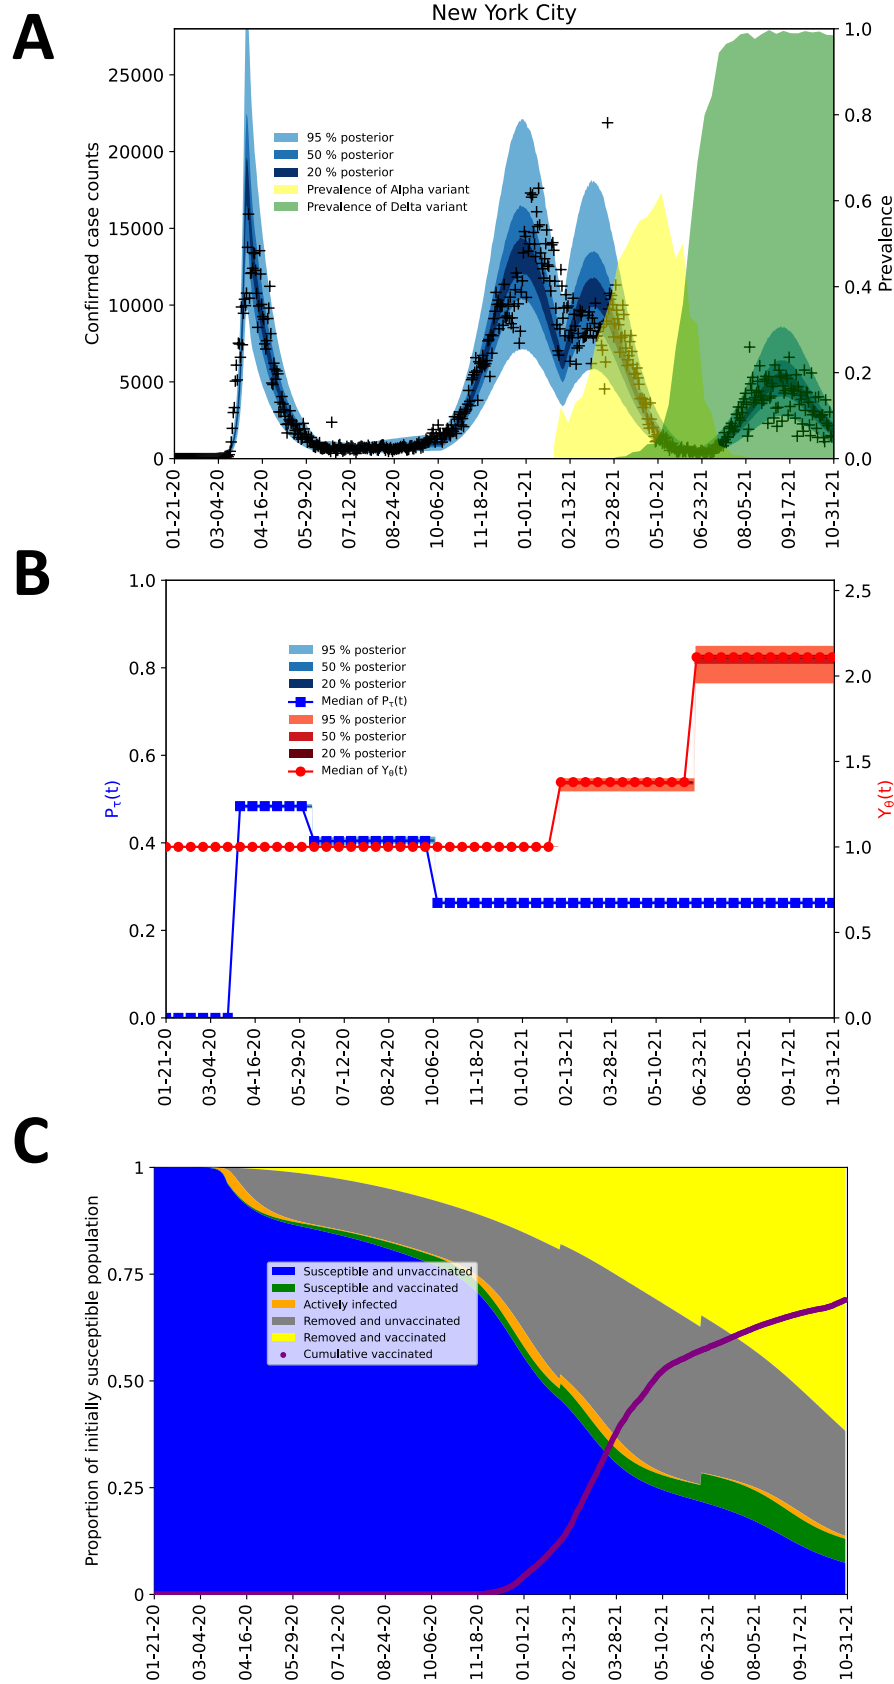 A
New York City
Confirmed case counts
25000
20000
15000
10000
5000
0
95 % posterior
50 % posterior
20 % posterior
Prevalence of Alpha variant
Prevalence of Delta variant
1.0
0.8
0.6
0.4
0.2
0.0
Prevalence
01-21-20
03-04-20
04-16-20
05-29-20
07-12-20
08-24-20
10-06-20
11-18-20
01-01-21
02-13-21
03-28-21
05-10-21
06-23-21
08-05-21
09-17-21
10-31-21
B
Pτ(t)
1.0
0.8
0.6
0.4
0.2
0.0
95 % posterior
50 % posterior
20 % posterior
Median of Pτ(t)
95 % posterior
50 % posterior
20 % posterior
Median of Yθ(t)
2.5
2.0
1.5
1.0
0.5
0.0
Yθ(t)
01-21-20
03-04-20
04-16-20
05-29-20
07-12-20
08-24-20
10-06-20
11-18-20
01-01-21
02-13-21
03-28-21
05-10-21
06-23-21
08-05-21
09-17-21
10-31-21
C
Proportion of initially susceptible population
1
0.75
0.50
0.25
0
Susceptible and unvaccinated
Susceptible and vaccinated
Actively infected
Removed and unvaccinated
Removed and vaccinated
Cumulative vaccinated
01-21-20
03-04-20
04-16-20
05-29-20
07-12-20
08-24-20
10-06-20
11-18-20
01-01-21
02-13-21
03-28-21
05-10-21
06-23-21
08-05-21
09-17-21
10-31-21